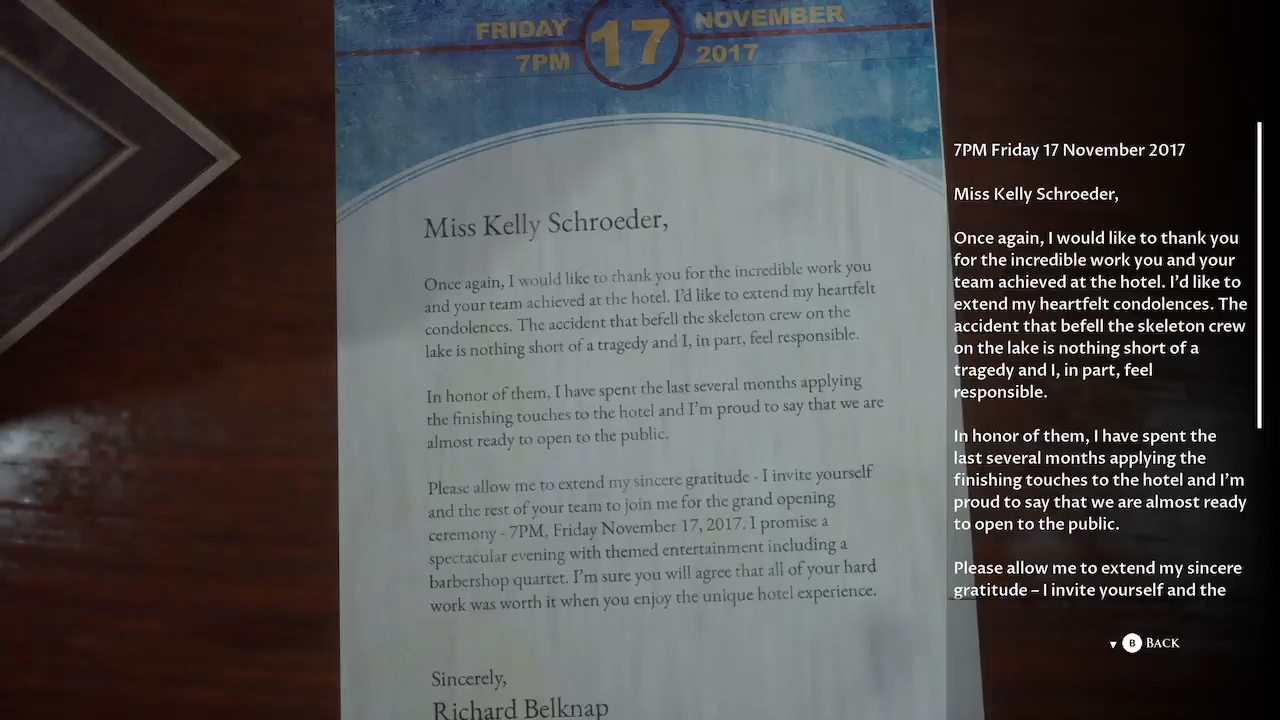 FRIDAY 17 NOVEMBER
7PM 2017
Miss Kelly Schroeder,
Once again, I would like to thank you for the incredible work you
and your team achieved at the hotel. I'd like to extend my heartfelt
condolences. The accident that befell the skeleton crew on the
lake is nothing short of a tragedy and I, in part, feel responsible.
In honor of them, I have spent the last several months applying
the finishing touches to the hotel and I'm proud to say that we are
almost ready to open to the public.
Please allow me to extend my sincere gratitude - I invite yourself
and the rest of your team to join me for the grand opening
ceremony - 7PM, Friday November 17, 2017. I promise a
spectacular evening with themed entertainment including a
barbershop quartet. I'm sure you will agree that all of your hard
work was worth it when you enjoy the unique hotel experience.
Sincerely,
Richard Belknap
7PM Friday 17 November 2017
Miss Kelly Schroeder,
Once again, I would like to thank you
for the incredible work you and your
team achieved at the hotel. I'd like to
extend my heartfelt condolences. The
accident that befell the skeleton crew
on the lake is nothing short of a
tragedy and I, in part, feel
responsible.
In honor of them, I have spent the
last several months applying the
finishing touches to the hotel and I'm
proud to say that we are almost ready
to open to the public.
Please allow me to extend my sincere
gratitude – I invite yourself and the
B BACK